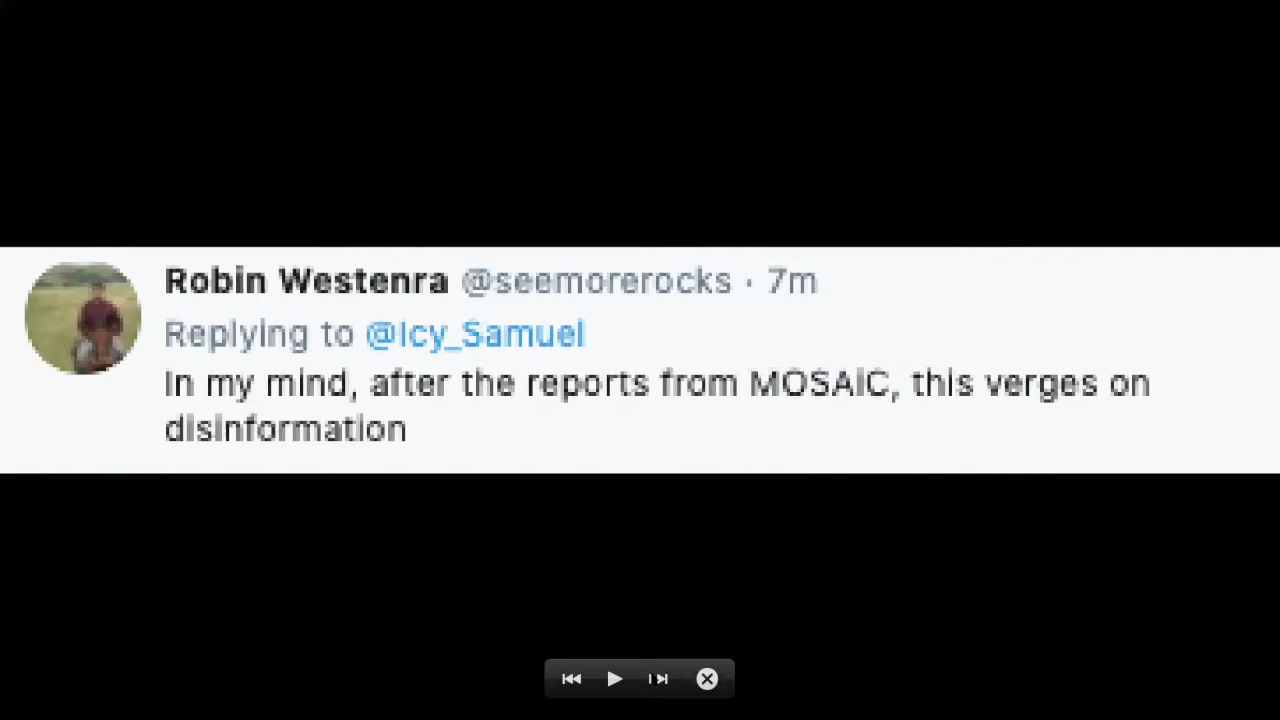 Robin Westenra @seemorerocks · 7m
Replying to @Icy_Samuel
In my mind, after the reports from MOSAiC, this verges on
disinformation